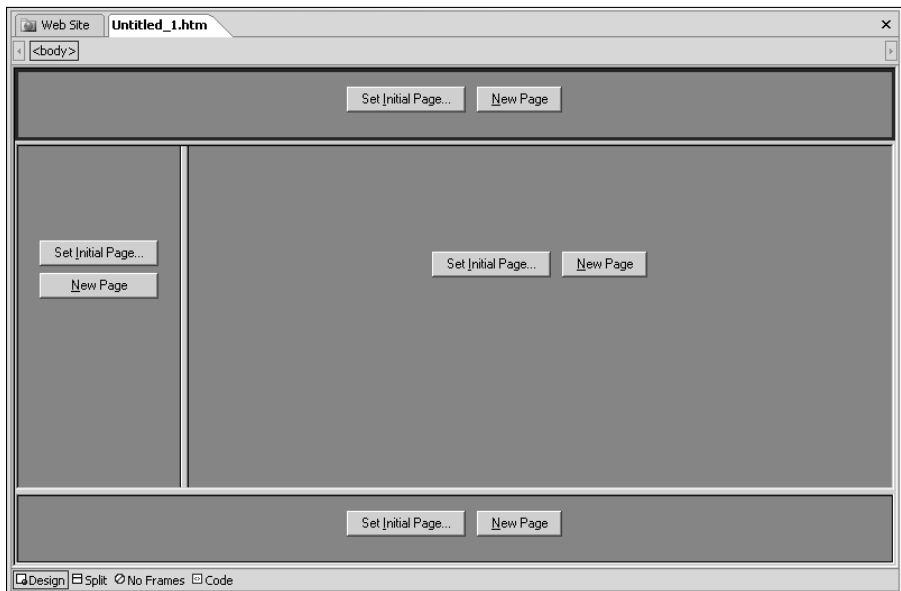 Web Site Untitled_1.htm
<body>
Set Initial Page... New Page
Set Initial Page...
New Page
Set Initial Page... New Page
Set Initial Page... New Page
Design Split No Frames Code